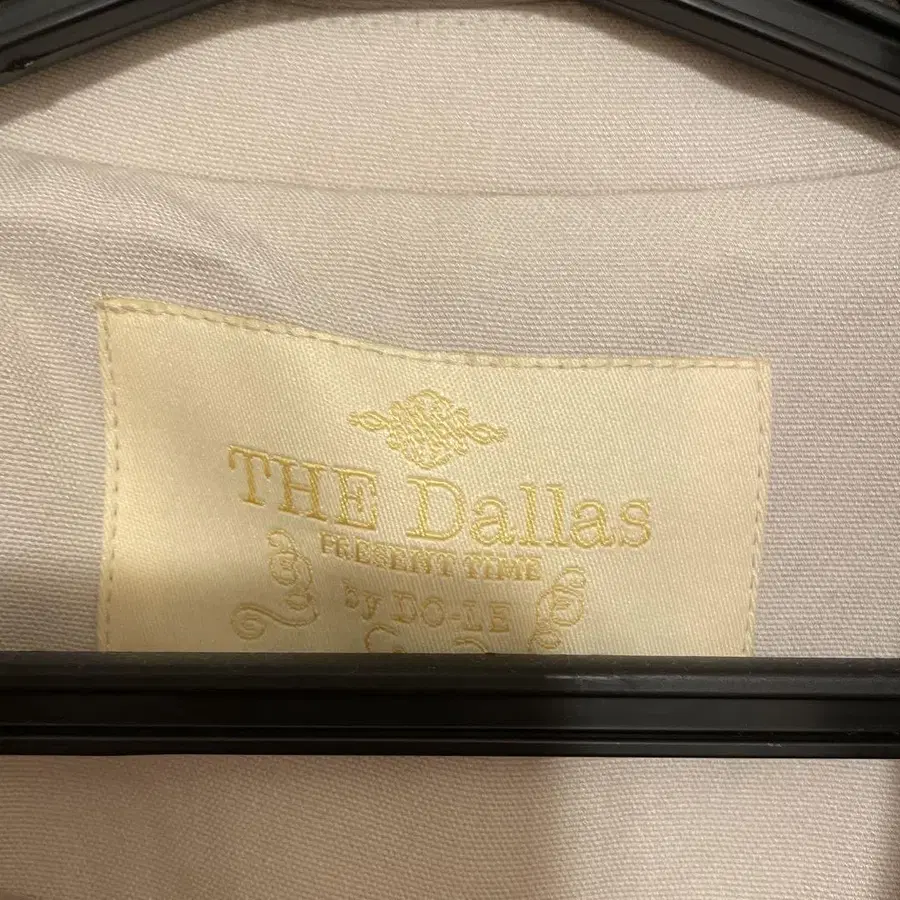 THE Dallas
PRESENT TIME
by DO-LE